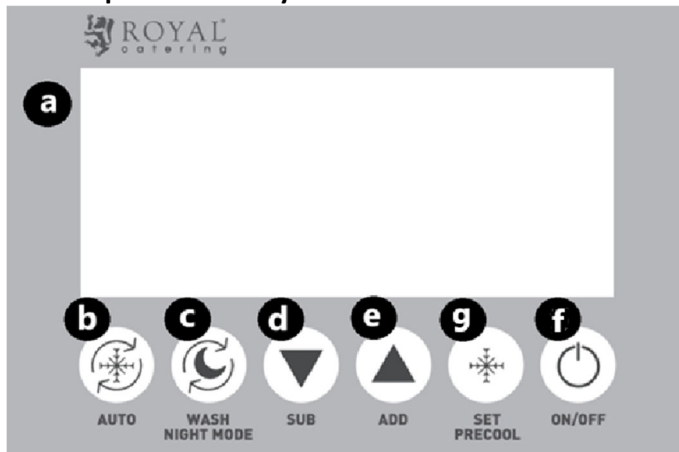 ROYAL
catering
a
b c d e g f
AUTO WASH NIGHT MODE SUB ADD SET PRECOOL ON/OFF